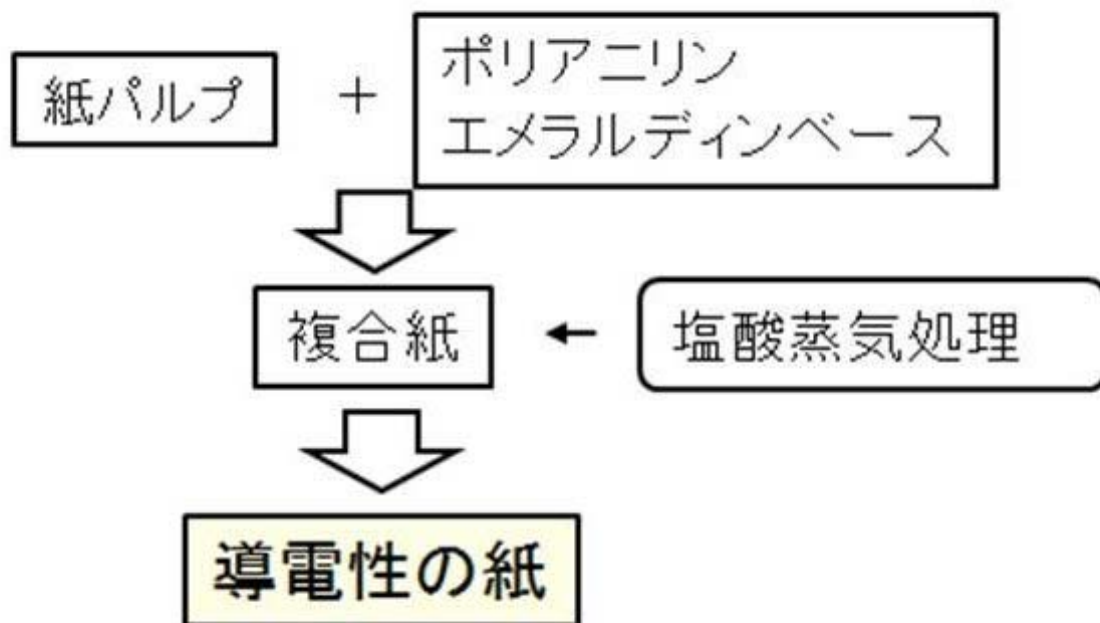 紙パルプ
+
ポリアニリン
エメラルディンベース
複合紙
塩酸蒸気処理
導電性の紙